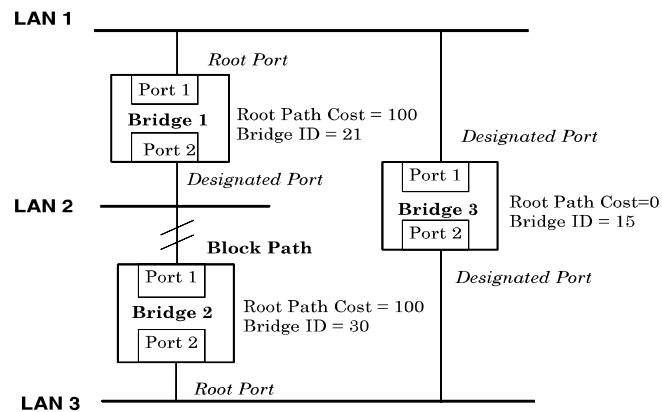 LAN 1
Root Port
Port 1
Bridge 1
Port 2
Root Path Cost = 100
Bridge ID = 21
Designated Port
LAN 2
Block Path
Port 1
Bridge 2
Port 2
Root Path Cost = 100
Bridge ID = 30
Root Port
LAN 3
Designated Port
Port 1
Bridge 3
Port 2
Root Path Cost=0
Bridge ID = 15
Designated Port